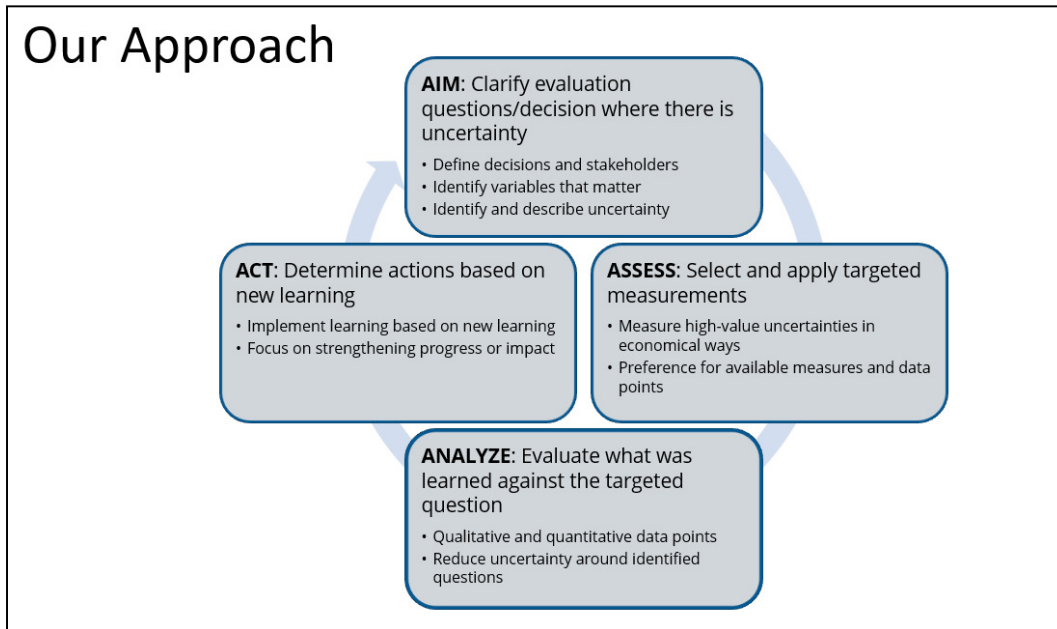 Our Approach
AIM: Clarify evaluation
questions/decision where there is
uncertainty
• Define decisions and stakeholders
• Identify variables that matter
• Identify and describe uncertainty
ACT: Determine actions based on
new learning
• Implement learning based on new learning
• Focus on strengthening progress or impact
ASSESS: Select and apply targeted
measurements
• Measure high-value uncertainties in
economical ways
• Preference for available measures and data
points
ANALYZE: Evaluate what was
learned against the targeted
question
• Qualitative and quantitative data points
• Reduce uncertainty around identified
questions